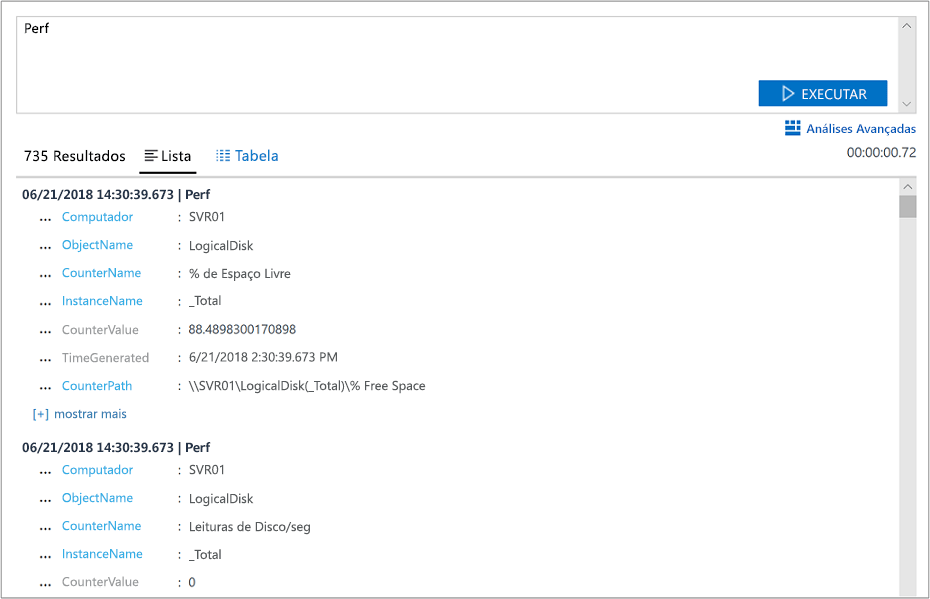 Perf
EXECUTAR
Análises Avançadas
735 Resultados Lista Tabela 00:00:00.72
06/21/2018 14:30:39.673 | Perf
... Computador : SVR01
... ObjectName : LogicalDisk
... CounterName : % de Espaço Livre
... InstanceName : _Total
... CounterValue : 88.4898300170898
... TimeGenerated : 6/21/2018 2:30:39.673 PM
... CounterPath : \\SVR01\LogicalDisk(_Total)\% Free Space
[+] mostrar mais
06/21/2018 14:30:39.673 | Perf
... Computador : SVR01
... ObjectName : LogicalDisk
... CounterName : Leituras de Disco/seg
... InstanceName : _Total
... CounterValue : 0